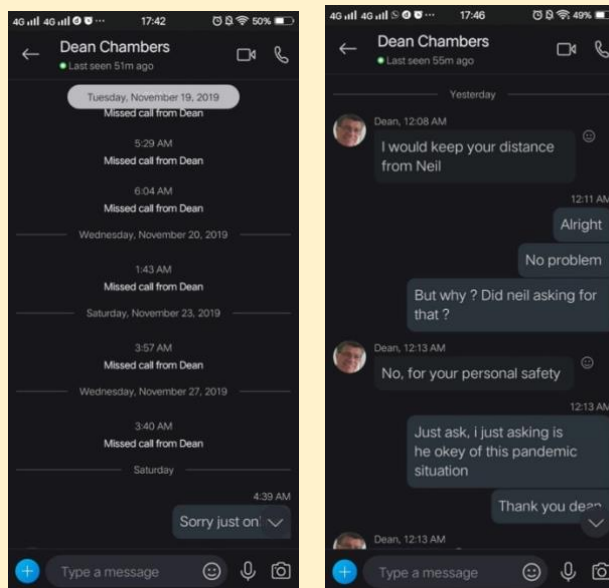 4G 4G 17:42 50%
Dean Chambers
Last seen 51m ago
Tuesday, November 19, 2019
Missed call from Dean
5:29 AM
Missed call from Dean
6:04 AM
Missed call from Dean
Wednesday, November 20, 2019
1:43 AM
Missed call from Dean
Saturday, November 23, 2019
3:57 AM
Missed call from Dean
Wednesday, November 27, 2019
3:40 AM
Missed call from Dean
Saturday
4:39 AM
Sorry just on
Type a message
4G 4G 17:46 49%
Dean Chambers
Last seen 55m ago
Yesterday
Dean, 12:08 AM
I would keep your distance
from Neil
12:11 AM
Alright
No problem
But why ? Did neil asking for
that ?
Dean, 12:13 AM
No, for your personal safety
12:13 AM
Just ask, i just asking is
he okey of this pandemic
situation
Thank you dean
Dean, 12:13 AM
Type a message